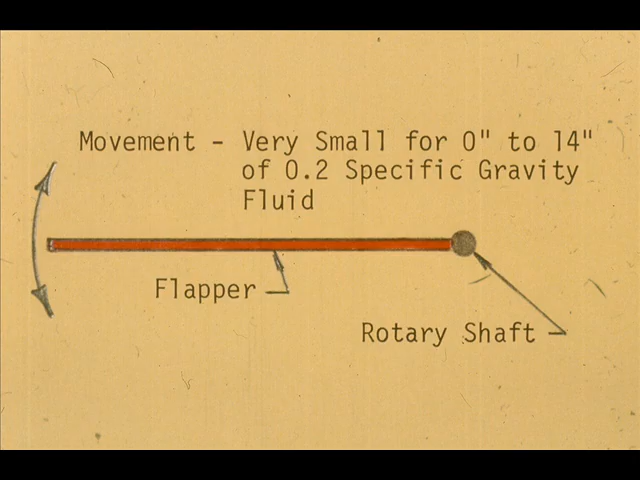 Movement - Very Small for 0" to 14"
of 0.2 Specific Gravity
Fluid
Flapper
Rotary Shaft